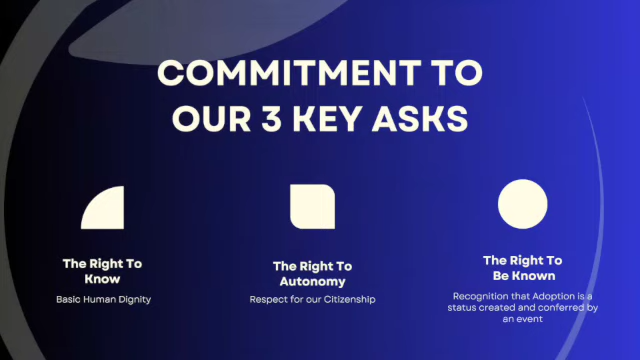 COMMITMENT TO
OUR 3 KEY ASKS
The Right To
Know
Basic Human Dignity
The Right To
Autonomy
Respect for our Citizenship
The Right To
Be Known
Recognition that Adoption is a
status created and conferred by
an event